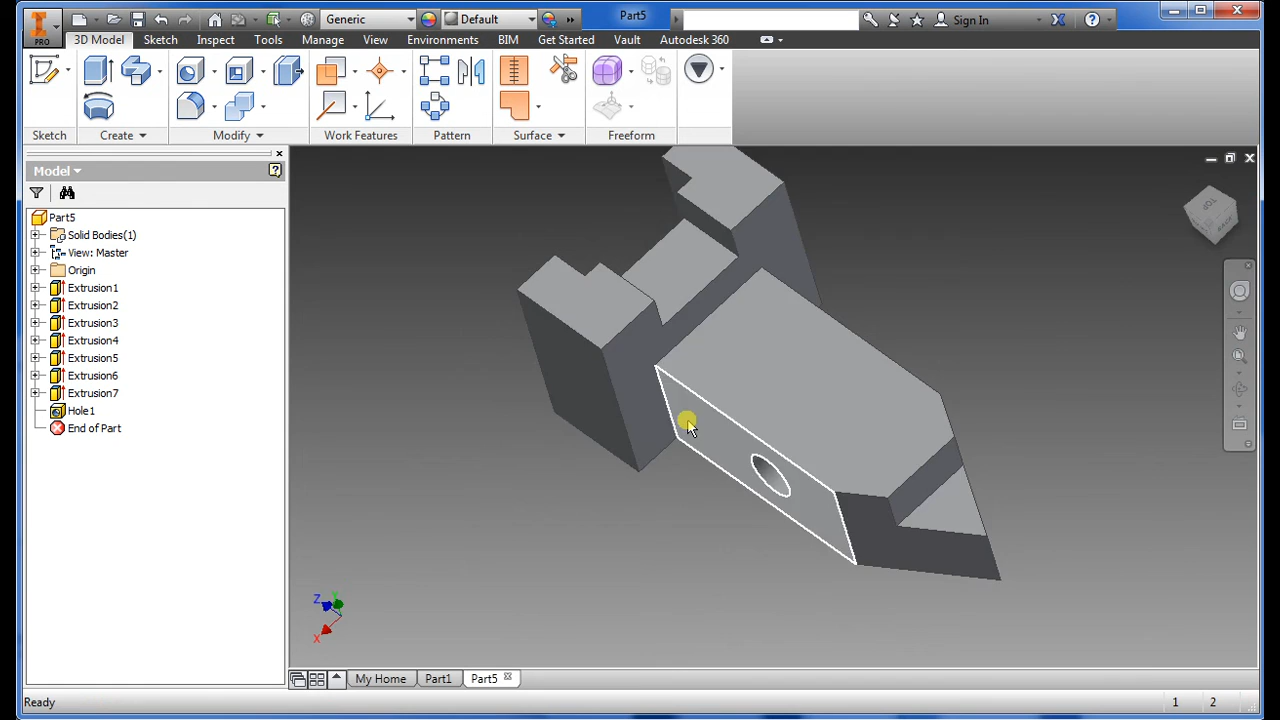 Generic
Default
Part5
Sign In
PRO
3D Model
Sketch
Inspect
Tools
Manage
View
Environments
BIM
Get Started
Vault
Autodesk 360
Sketch
Create
Modify
Work Features
Pattern
Surface
Freeform
Model
Part5
Solid Bodies(1)
View: Master
Origin
Extrusion1
Extrusion2
Extrusion3
Extrusion4
Extrusion5
Extrusion6
Extrusion7
Hole1
End of Part
TOP
BACK
Z
Y
X
My Home
Part1
Part5
Ready
1
2